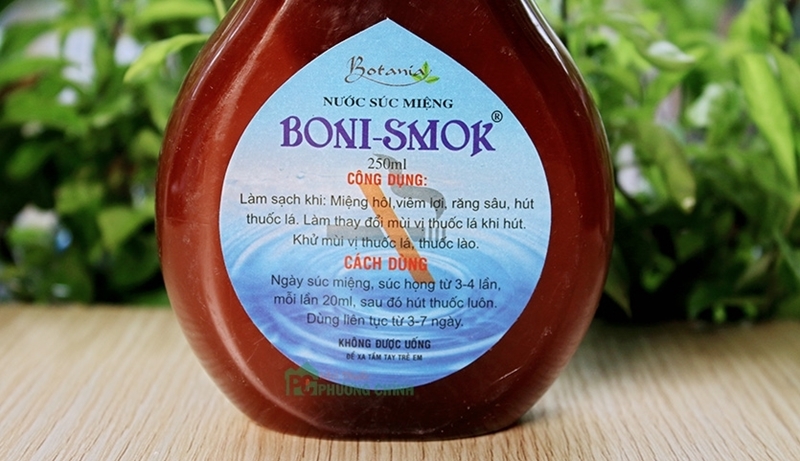 Botania
NƯỚC SÚC MIỆNG
BONI-SMOK®
250ml
CÔNG DỤNG:
Làm sạch khi: Miệng hôi,viêm lợi, răng sâu, hút
thuốc lá. Làm thay đổi mùi vị thuốc lá khi hút.
Khử mùi vị thuốc lá, thuốc lào.
CÁCH DÙNG
Ngày súc miệng, súc họng từ 3-4 lần,
mỗi lần 20ml, sau đó hút thuốc luôn.
Dùng liên tục từ 3-7 ngày.
KHÔNG ĐƯỢC UỐNG
ĐỂ XA TẦM TAY TRẺ EM
PHƯƠNG CHINH